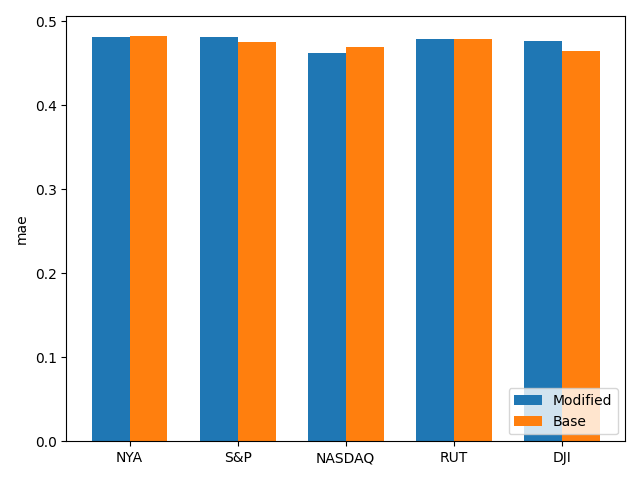 0.5
0.4
0.3
0.2
0.1
0.0
mae
NYA
S&P
NASDAQ
RUT
DJI
Modified
Base